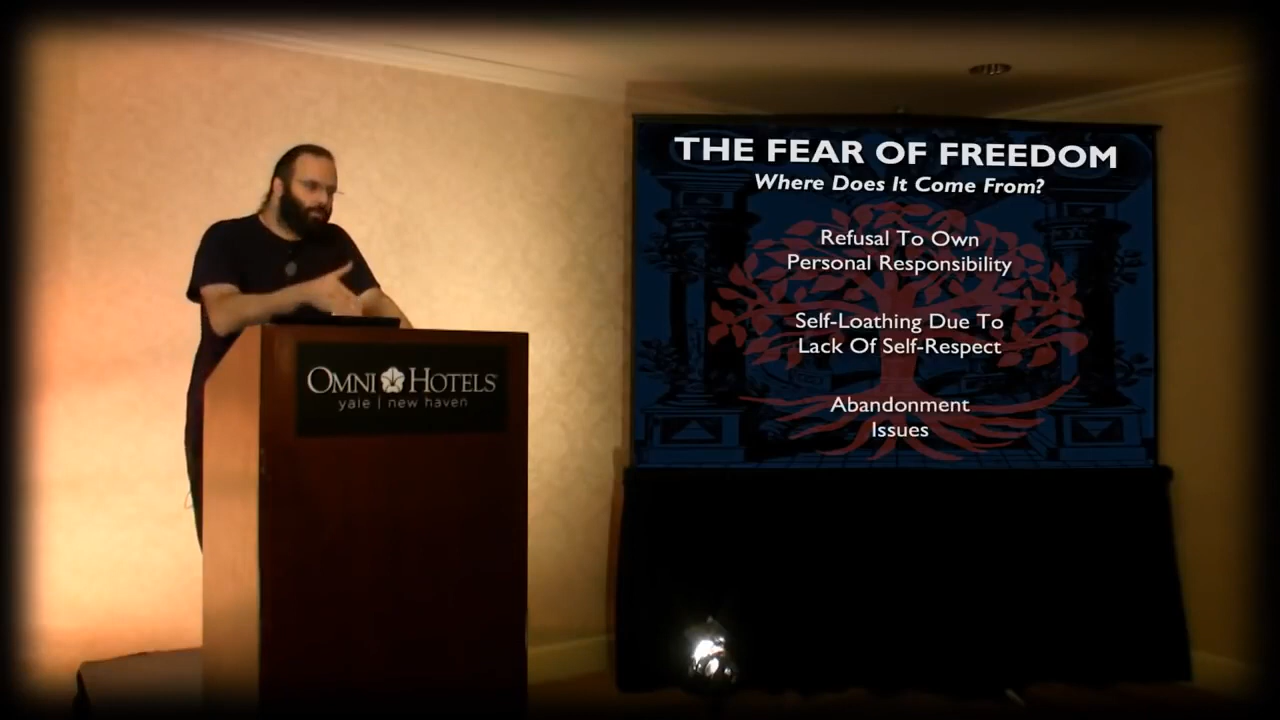 THE FEAR OF FREEDOM
Where Does It Come From?
Refusal To Own
Personal Responsibility
Self-Loathing Due To
Lack Of Self-Respect
Abandonment
Issues
OMNI HOTELS
yale | new haven